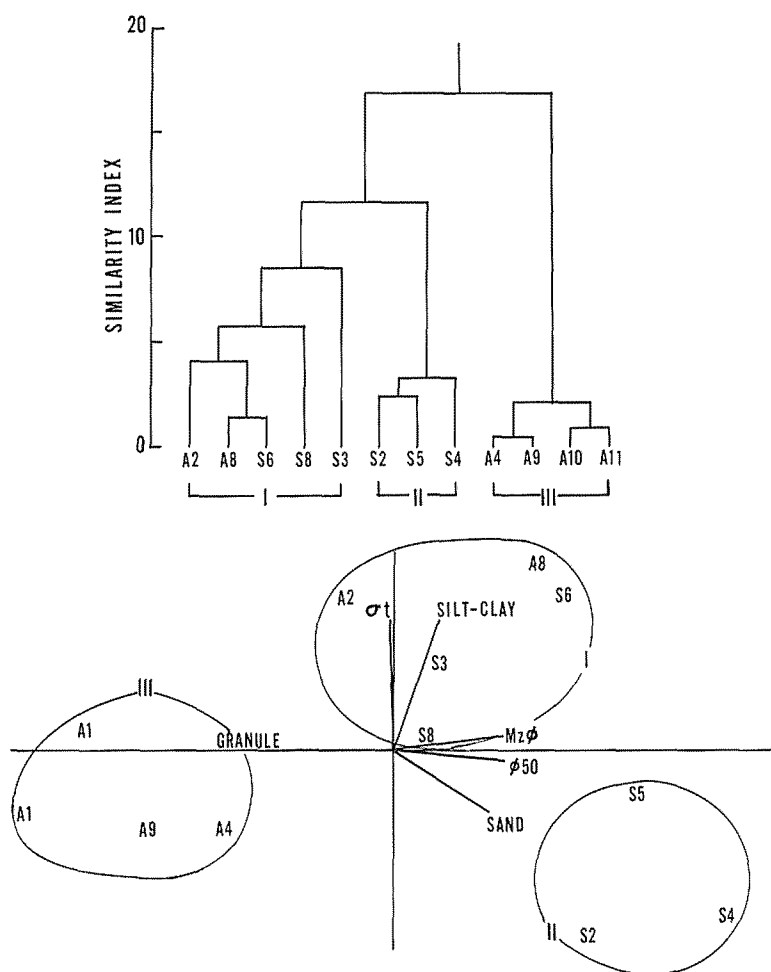 20
SIMILARITY INDEX
10
0
A2 A8 S6 S8 S3 S2 S5 S4 A4 A9 A10 A11
I II III
A8
A2 S6
σt SILT-CLAY
S3 I
III
A1 S8 MzΦ
GRANULE
Φ50
S5
A1 A9 A4 SAND
S4
II S2